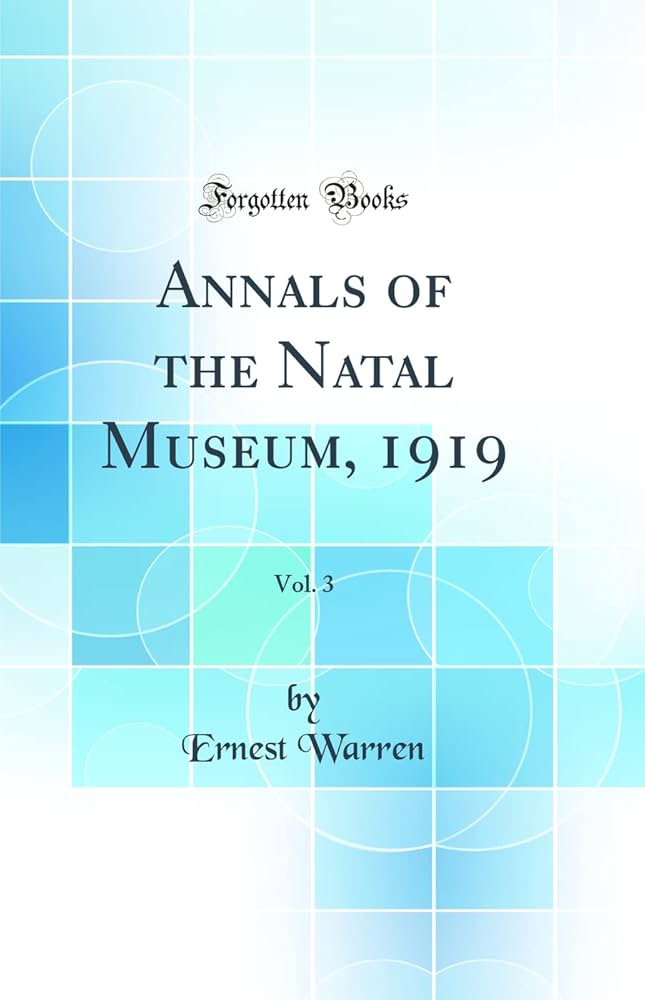 Forgotten Books
Annals of
the Natal
Museum, 1919
Vol. 3
by
Ernest Warren